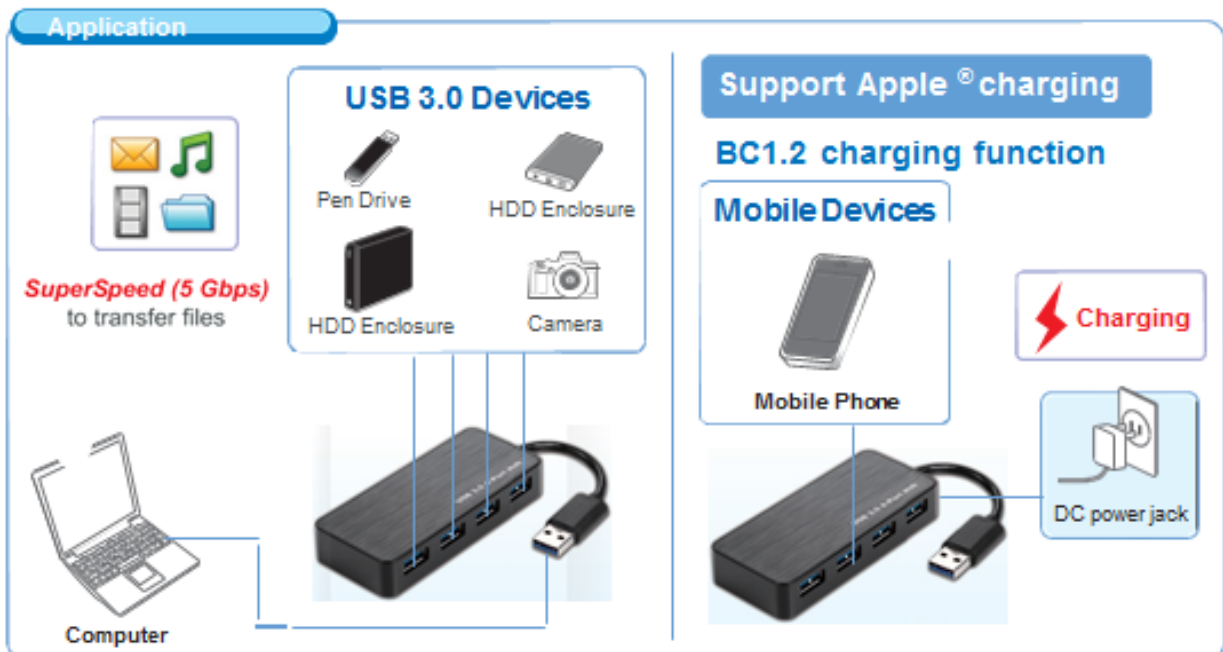 Application
USB 3.0 Devices
Pen Drive
HDD Enclosure
HDD Enclosure
Camera
SuperSpeed (5 Gbps)
to transfer files
Computer
Support Apple ® charging
BC1.2 charging function
Mobile Devices
Mobile Phone
Charging
DC power jack